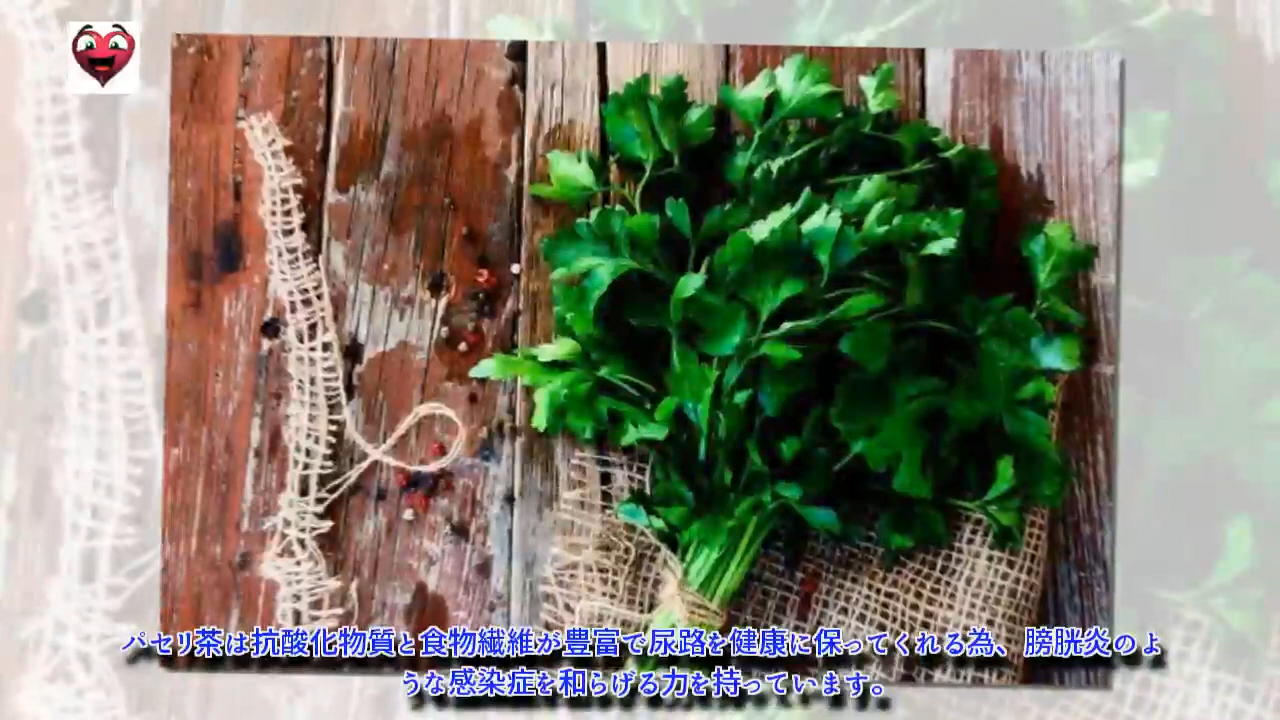 パセリ茶は抗酸化物質と食物繊維が豊富で尿路を健康に保ってくれる為、膀胱炎のよ
うな感染症を和らげる力を持っています。